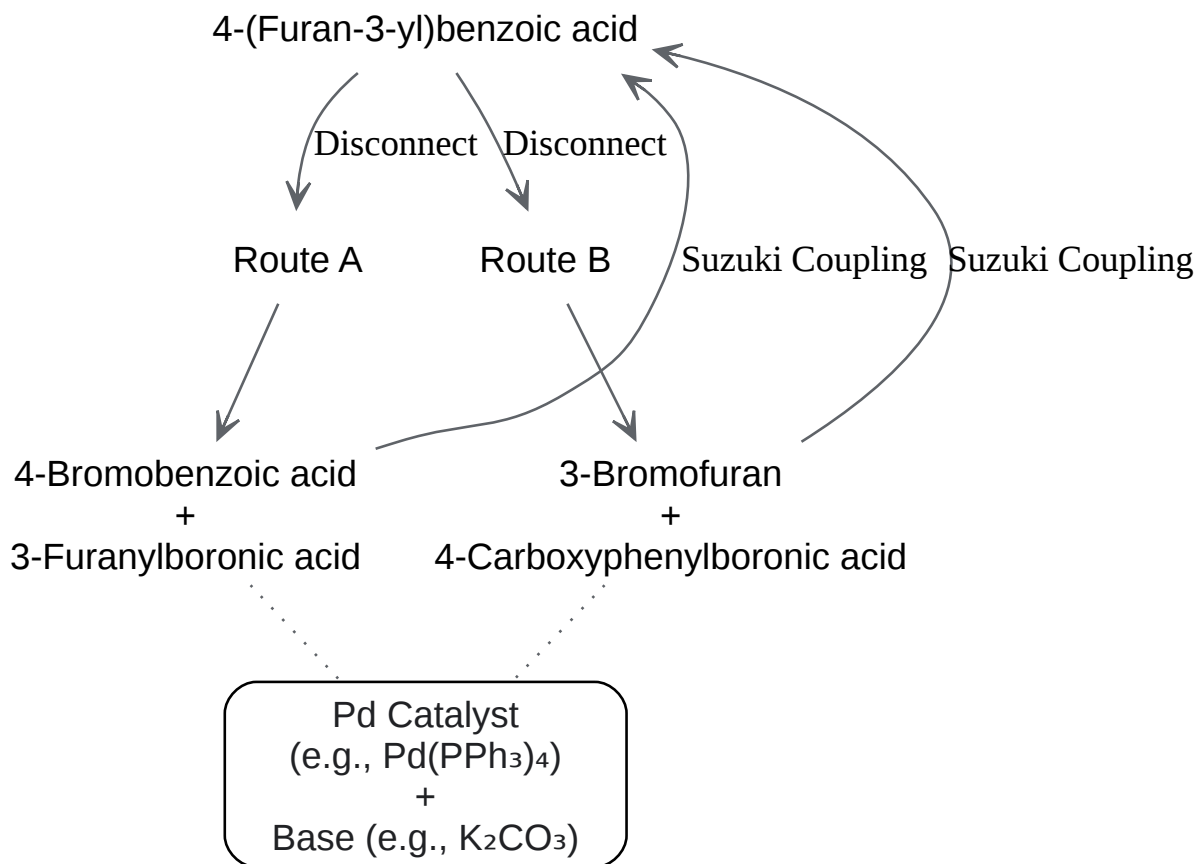 4-(Furan-3-yl)benzoic acid
Disconnect
Disconnect
Route A
Route B
Suzuki Coupling
Suzuki Coupling
4-Bromobenzoic acid
+
3-Furanylboronic acid
3-Bromofuran
+
4-Carboxyphenylboronic acid
Pd Catalyst
(e.g., Pd(PPh₃)₄)
+
Base (e.g., K₂CO₃)